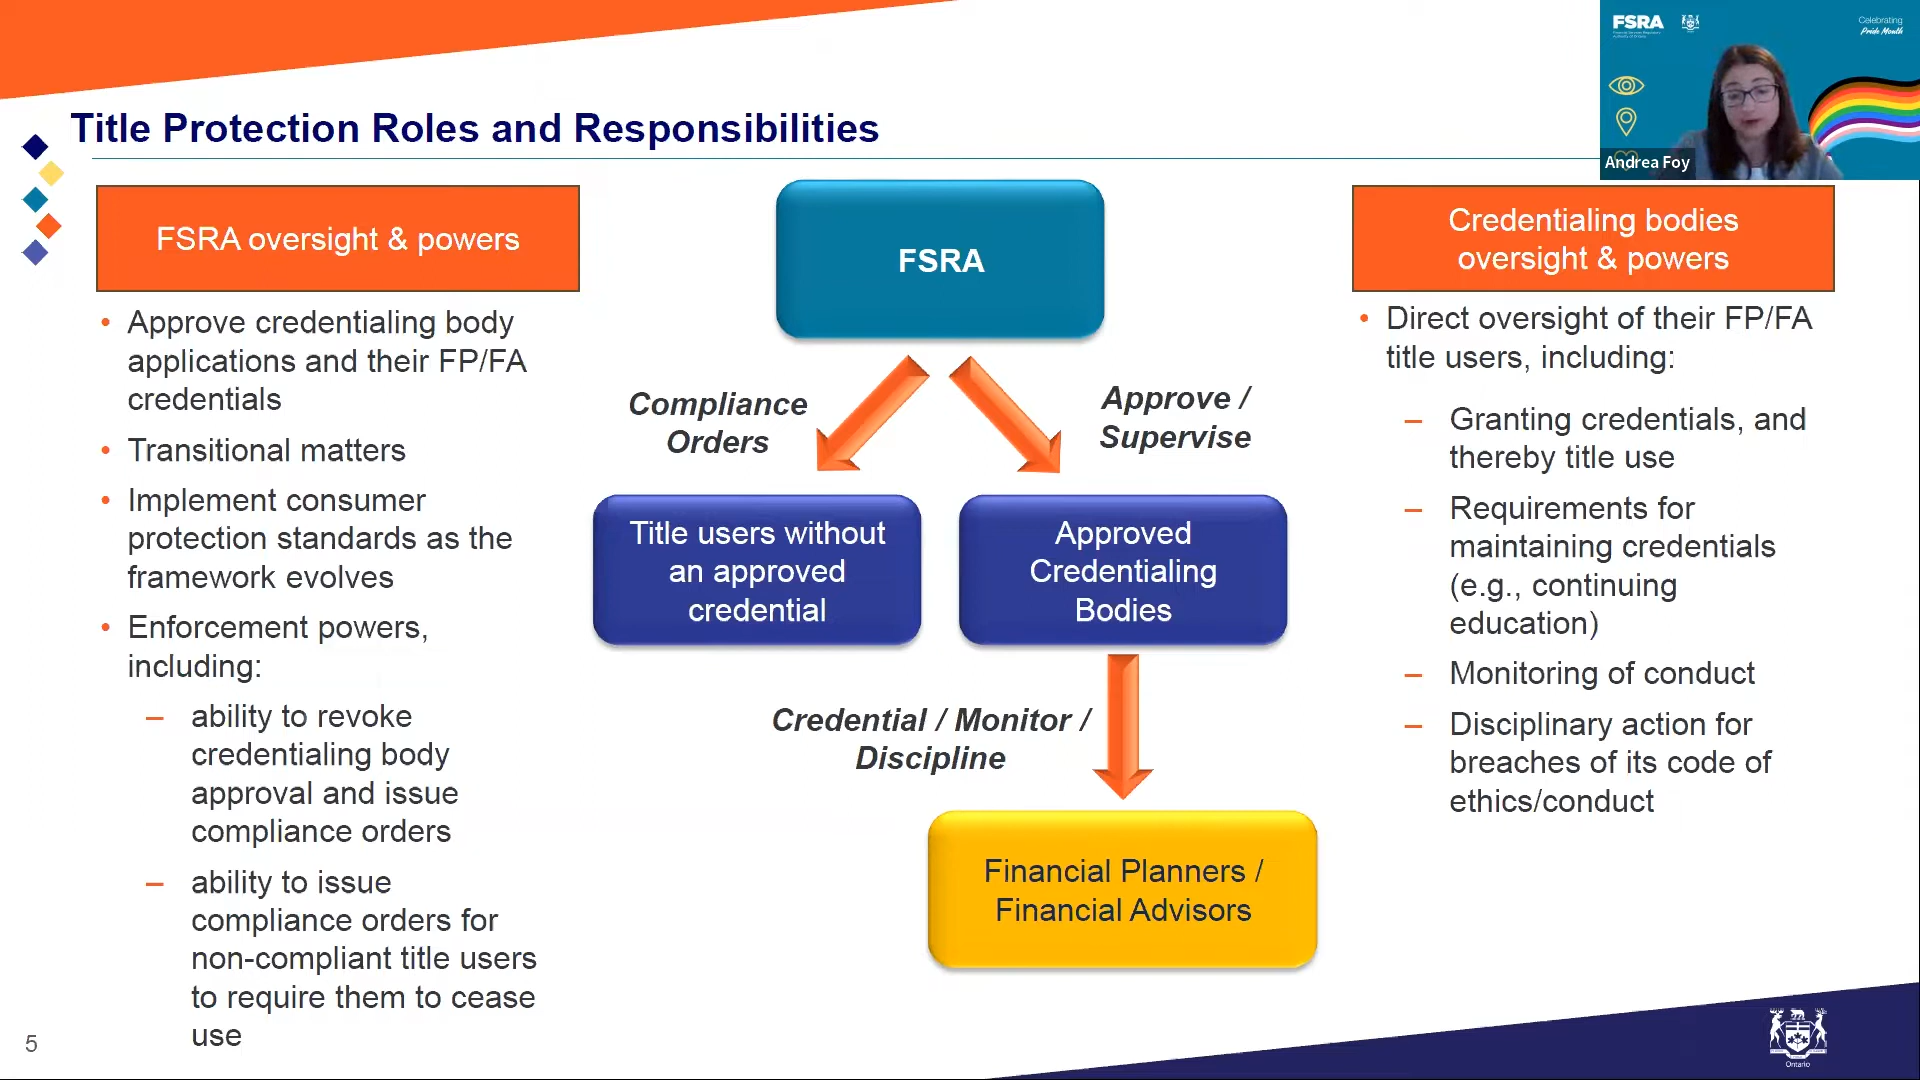 FSRA
Celebrating
Pride Month
Andrea Foy
Title Protection Roles and Responsibilities
FSRA oversight & powers
• Approve credentialing body
applications and their FP/FA
credentials
• Transitional matters
• Implement consumer
protection standards as the
framework evolves
• Enforcement powers,
including:
– ability to revoke
credentialing body
approval and issue
compliance orders
– ability to issue
compliance orders for
non-compliant title users
to require them to cease
use
FSRA
Compliance
Orders
Approve /
Supervise
Title users without
an approved
credential
Approved
Credentialing
Bodies
Credential / Monitor /
Discipline
Financial Planners /
Financial Advisors
Credentialing bodies
oversight & powers
• Direct oversight of their FP/FA
title users, including:
– Granting credentials, and
thereby title use
– Requirements for
maintaining credentials
(e.g., continuing
education)
– Monitoring of conduct
– Disciplinary action for
breaches of its code of
ethics/conduct
5
Ontario